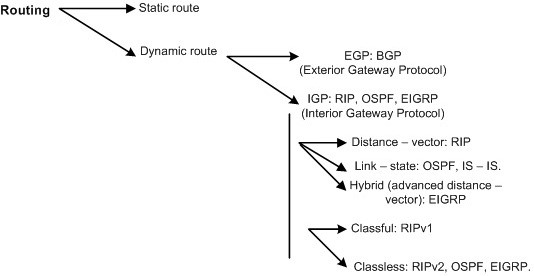 Routing
Static route
Dynamic route
EGP: BGP
(Exterior Gateway Protocol)
IGP: RIP, OSPF, EIGRP
(Interior Gateway Protocol)
Distance – vector: RIP
Link – state: OSPF, IS – IS.
Hybrid (advanced distance –
vector): EIGRP
Classful: RIPv1
Classless: RIPv2, OSPF, EIGRP.